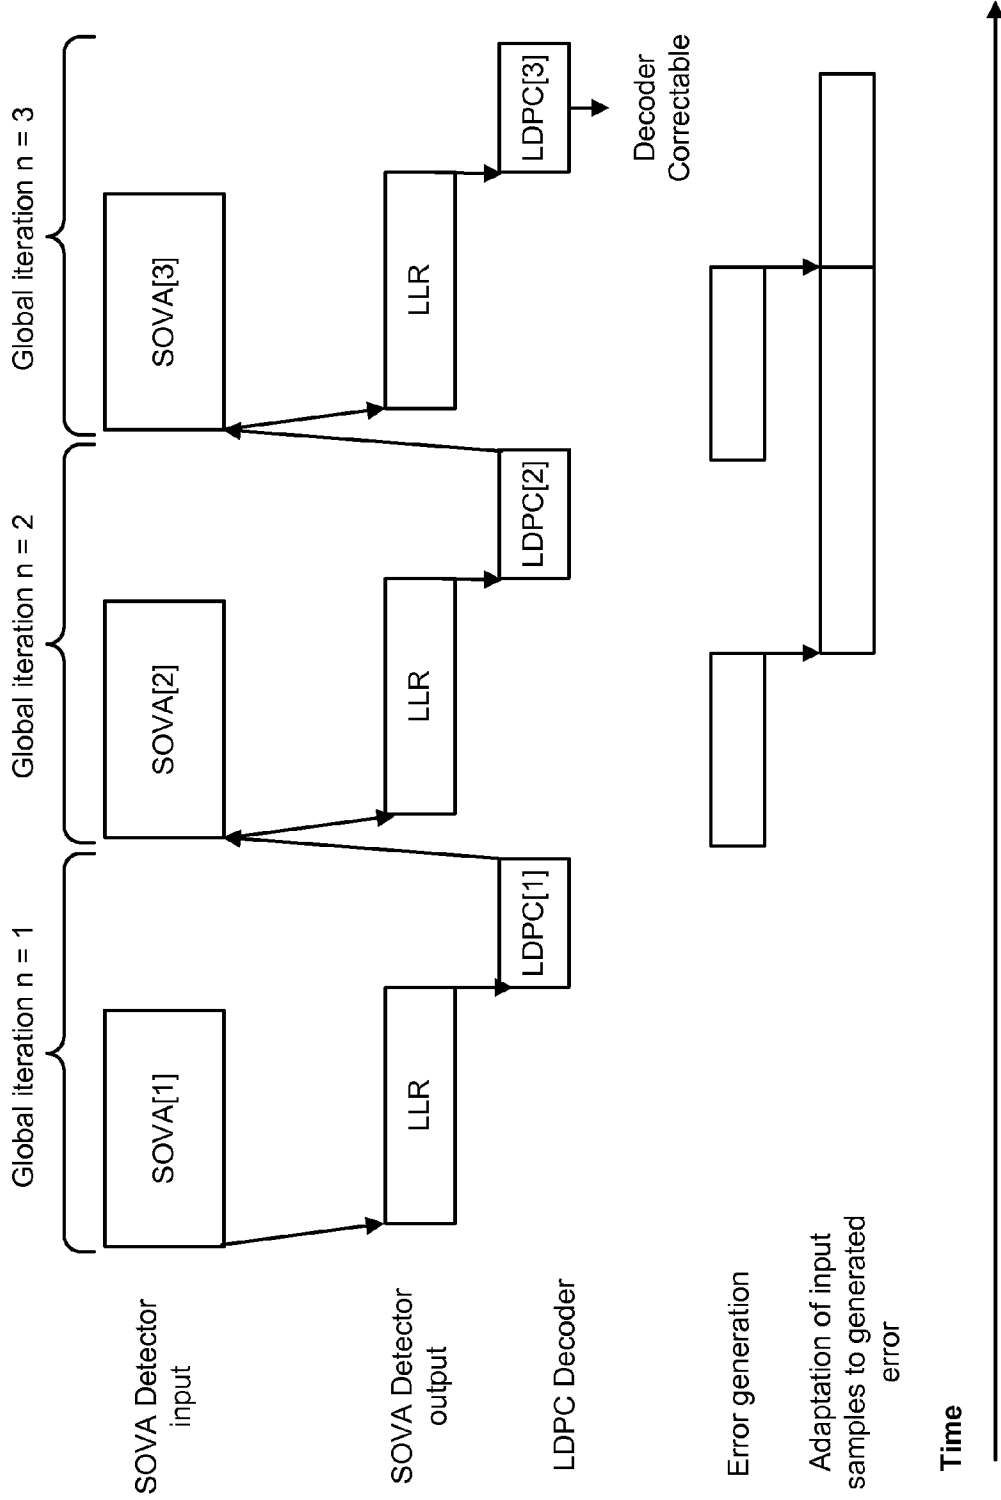 Global iteration n = 1
Global iteration n = 2
Global iteration n = 3
SOVA Detector
input
SOVA[1]
SOVA[2]
SOVA[3]
SOVA Detector
output
LLR
LLR
LLR
LDPC Decoder
LDPC[1]
LDPC[2]
LDPC[3]
Decoder
Correctable
Error generation
Adaptation of input
samples to generated
error
Time